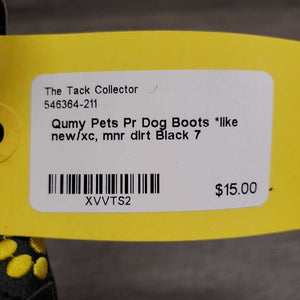 The Tack Collector
546364-211
Qumy Pets Pr Dog Boots *like
new/xc, mnr dirt Black 7
XVVTS2
$15.00